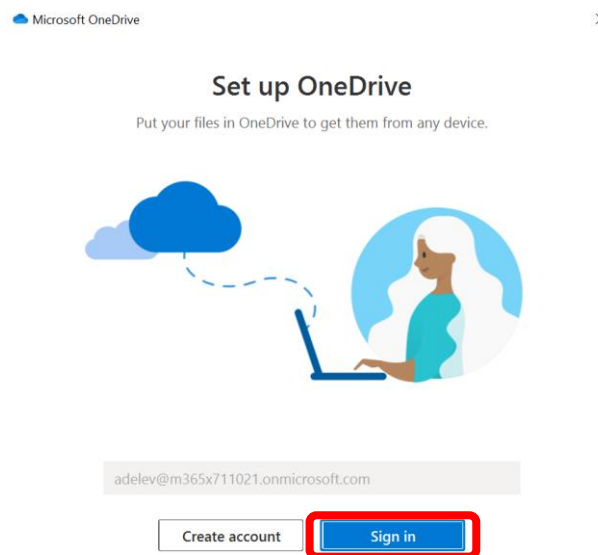 Microsoft OneDrive
Set up OneDrive
Put your files in OneDrive to get them from any device.
adelev@m365x711021.onmicrosoft.com
Create account
Sign in